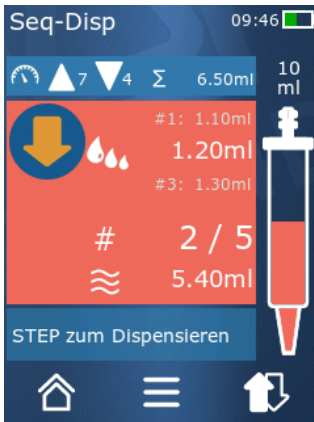 Seq-Disp 09:46
7 4 Σ 6.50ml
10
ml
#1: 1.10ml
1.20ml
#3: 1.30ml
# 2 / 5
5.40ml
STEP zum Dispensieren